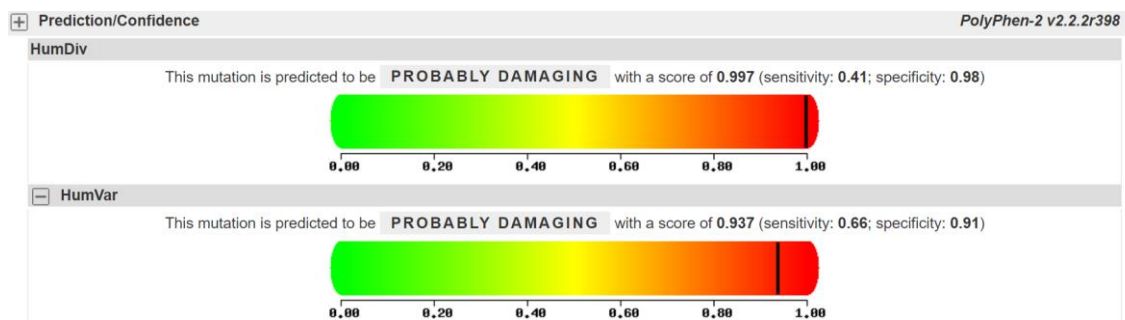 Prediction/Confidence PolyPhen-2 v2.2.2r398
HumDiv
This mutation is predicted to be PROBABLY DAMAGING with a score of 0.997 (sensitivity: 0.41; specificity: 0.98)
0.00 0.20 0.40 0.60 0.80 1.00
HumVar
This mutation is predicted to be PROBABLY DAMAGING with a score of 0.937 (sensitivity: 0.66; specificity: 0.91)
0.00 0.20 0.40 0.60 0.80 1.00